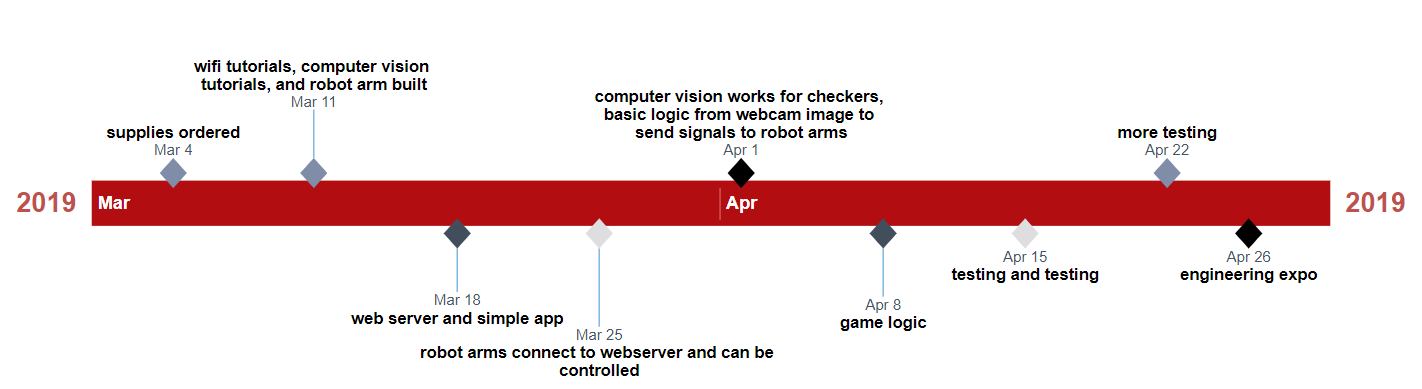 wifi tutorials, computer vision
tutorials, and robot arm built
Mar 11
computer vision works for checkers,
basic logic from webcam image to
send signals to robot arms
Apr 1
supplies ordered
Mar 4
more testing
Apr 22
2019
Mar
Apr
2019
Mar 18
web server and simple app
Mar 25
robot arms connect to webserver and can be
controlled
Apr 8
game logic
Apr 15
testing and testing
Apr 26
engineering expo